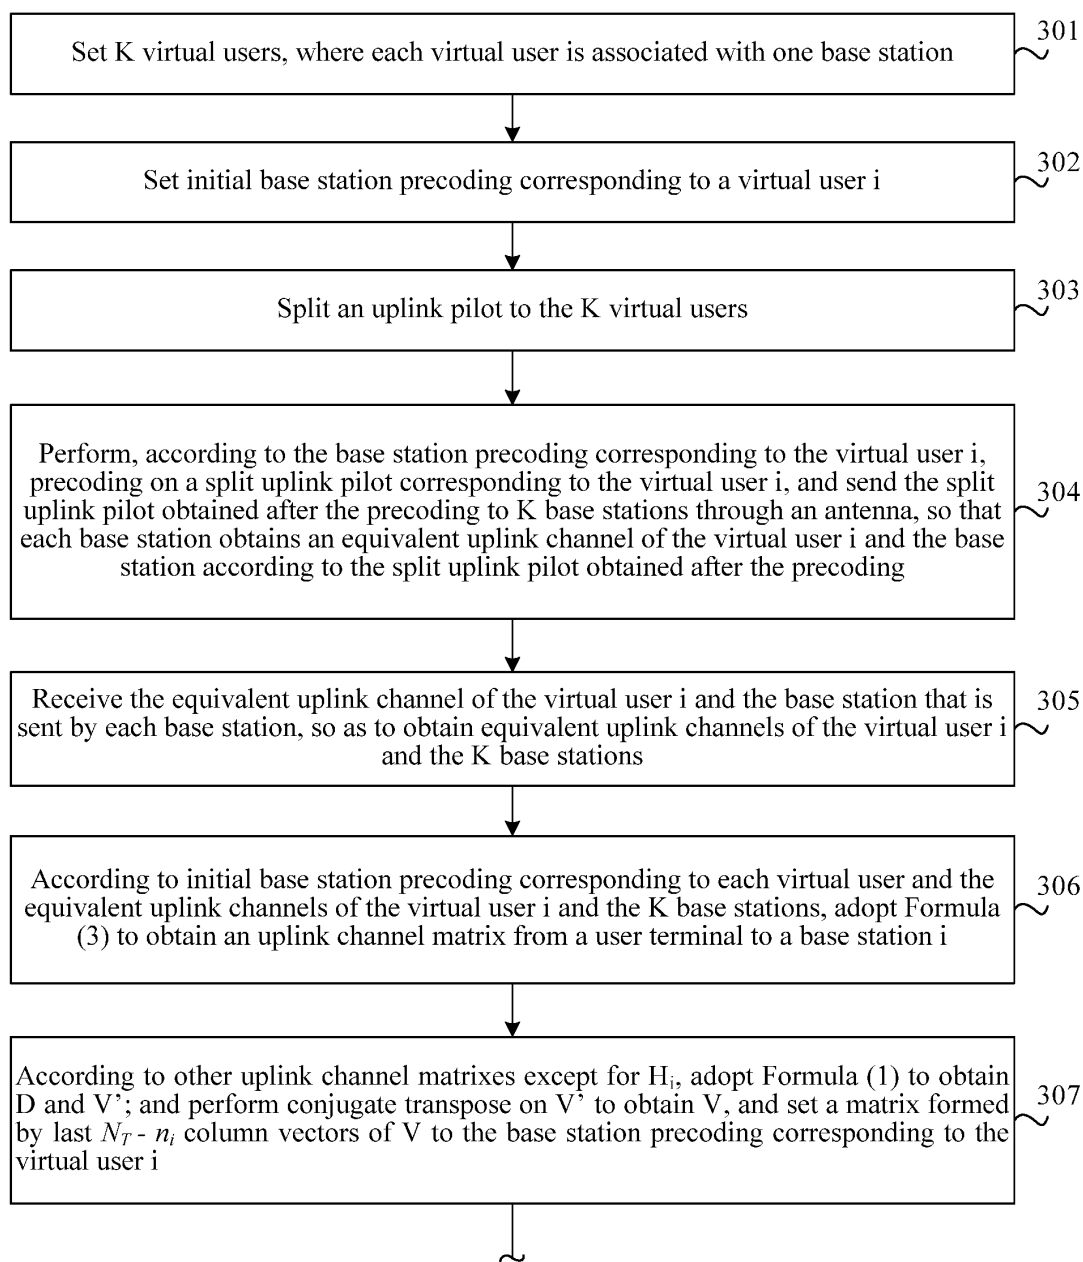 301
Set K virtual users, where each virtual user is associated with one base station
302
Set initial base station precoding corresponding to a virtual user i
303
Split an uplink pilot to the K virtual users
Perform, according to the base station precoding corresponding to the virtual user i,
precoding on a split uplink pilot corresponding to the virtual user i, and send the split
304
uplink pilot obtained after the precoding to K base stations through an antenna, so that
each base station obtains an equivalent uplink channel of the virtual user i and the base
station according to the split uplink pilot obtained after the precoding
305
Receive the equivalent uplink channel of the virtual user i and the base station that is
sent by each base station, so as to obtain equivalent uplink channels of the virtual user i
and the K base stations
306
According to initial base station precoding corresponding to each virtual user and the
equivalent uplink channels of the virtual user i and the K base stations, adopt Formula
(3) to obtain an uplink channel matrix from a user terminal to a base station i
According to other uplink channel matrixes except for Hi, adopt Formula (1) to obtain
307
D and V’; and perform conjugate transpose on V’ to obtain V, and set a matrix formed
by last NT - ni column vectors of V to the base station precoding corresponding to the
virtual user i